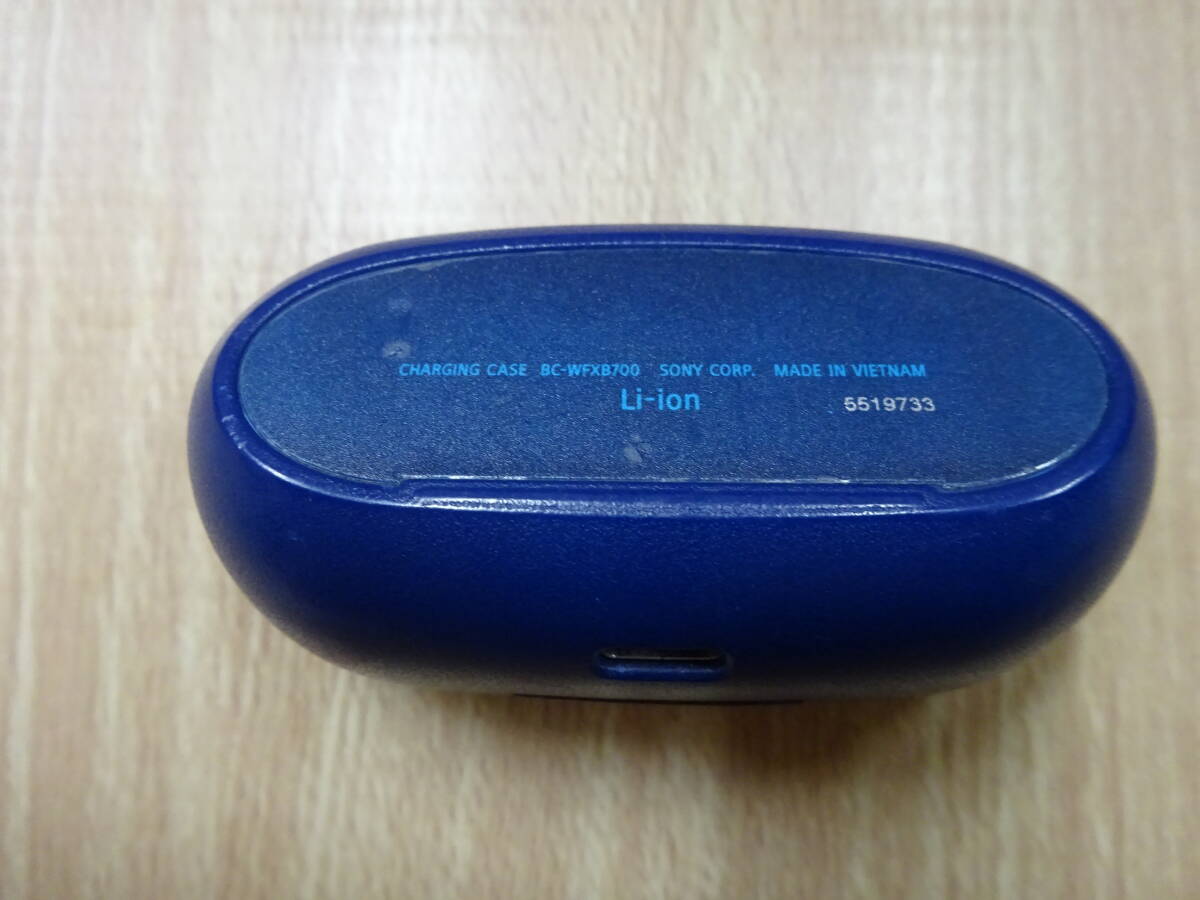 CHARGING CASE BC-WFXB700 SONY CORP. MADE IN VIETNAM
Li-ion 5519733